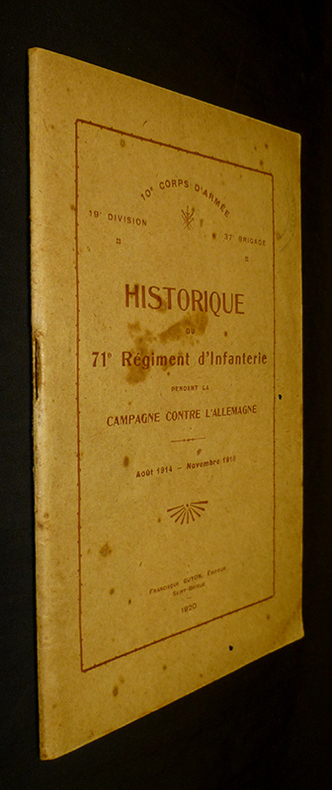 10e CORPS D'ARMÉE
19e DIVISION
37e BRIGADE
HISTORIQUE
DU
71e Régiment d'Infanterie
PENDANT LA
CAMPAGNE CONTRE L'ALLEMAGNE
Août 1914 — Novembre 1918
FRANCISQUE GUYON, ÉDITEUR
SAINT-BRIEUC
1920